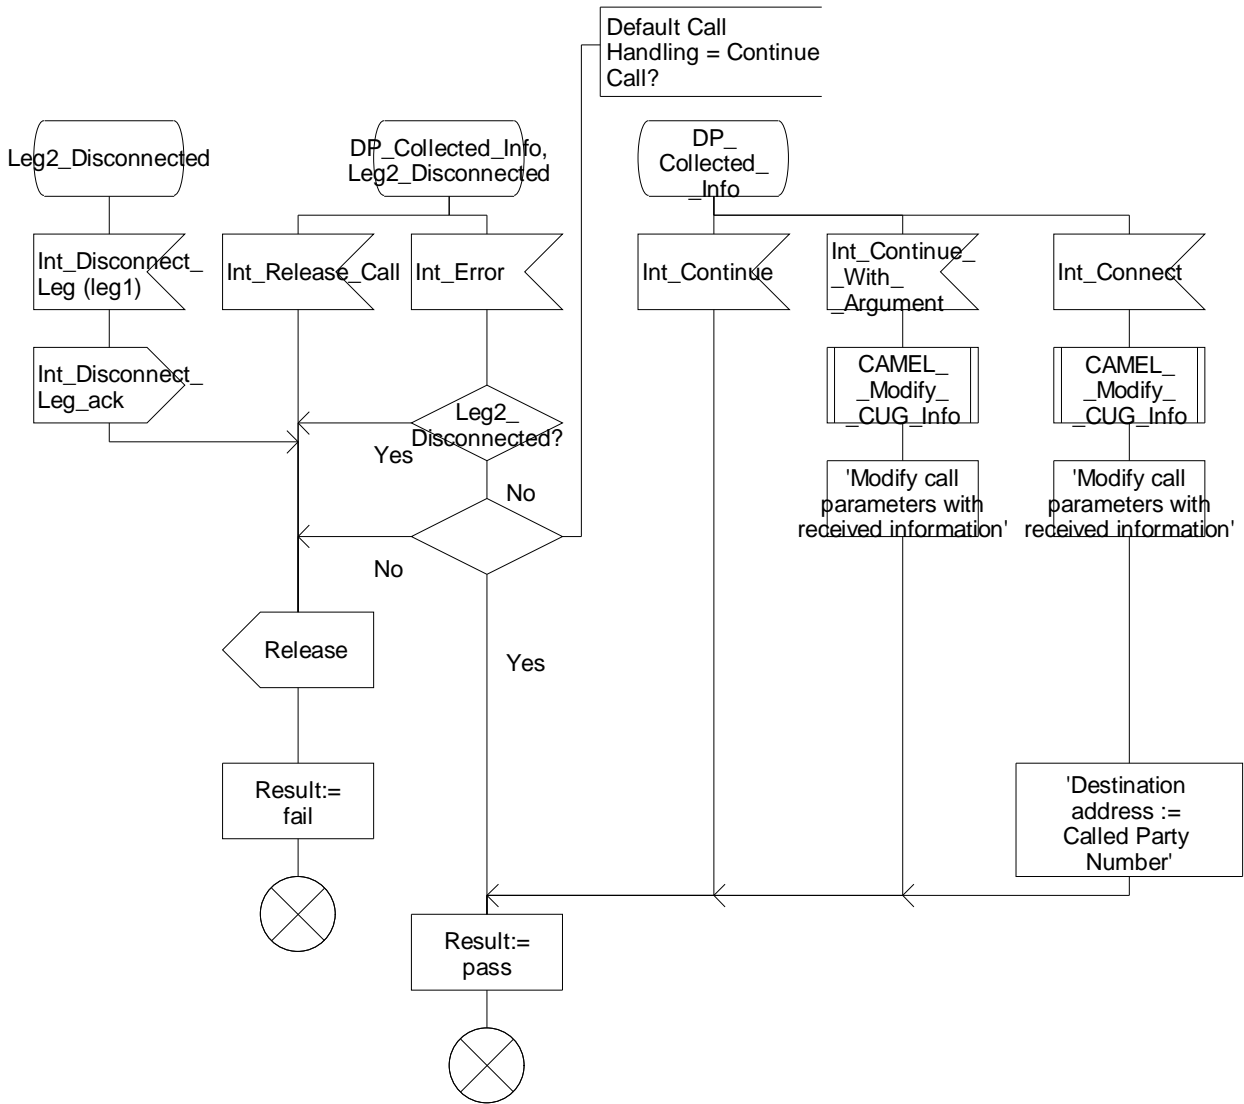 Default Call
Handling = Continue
Call?
Leg2_Disconnected
DP_Collected_Info,
Leg2_Disconnected
DP_
Collected_
_Info
Int_Disconnect_
Leg (leg1)
Int_Release_Call
Int_Error
Int_Continue
Int_Continue_
_With_
_Argument
Int_Connect
Int_Disconnect_
Leg_ack
CAMEL_
_Modify_
_CUG_Info
CAMEL_
_Modify_
_CUG_Info
Leg2_
Disconnected?
Yes
No
'Modify call
parameters with
received information'
'Modify call
parameters with
received information'
No
Yes
Release
Result:=
fail
'Destination
address :=
Called Party
Number'
Result:=
pass